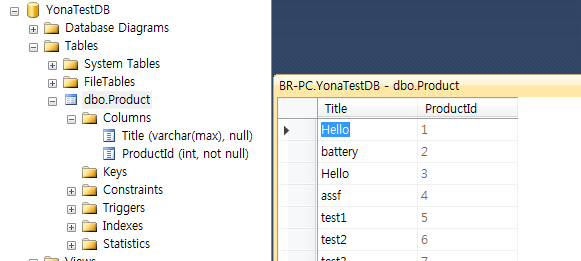 YonaTestDB
Database Diagrams
Tables
System Tables
FileTables
dbo.Product
Columns
Title (varchar(max), null)
ProductId (int, not null)
Keys
Constraints
Triggers
Indexes
Statistics
Views
BR-PC.YonaTestDB - dbo.Product
Title ProductId
Hello 1
battery 2
Hello 3
assf 4
test1 5
test2 6